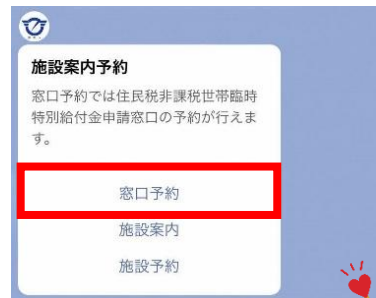 施設案内予約
窓口予約では住民税非課税世帯臨時
特別給付金申請窓口の予約が行えま
す。
窓口予約
施設案内
施設予約